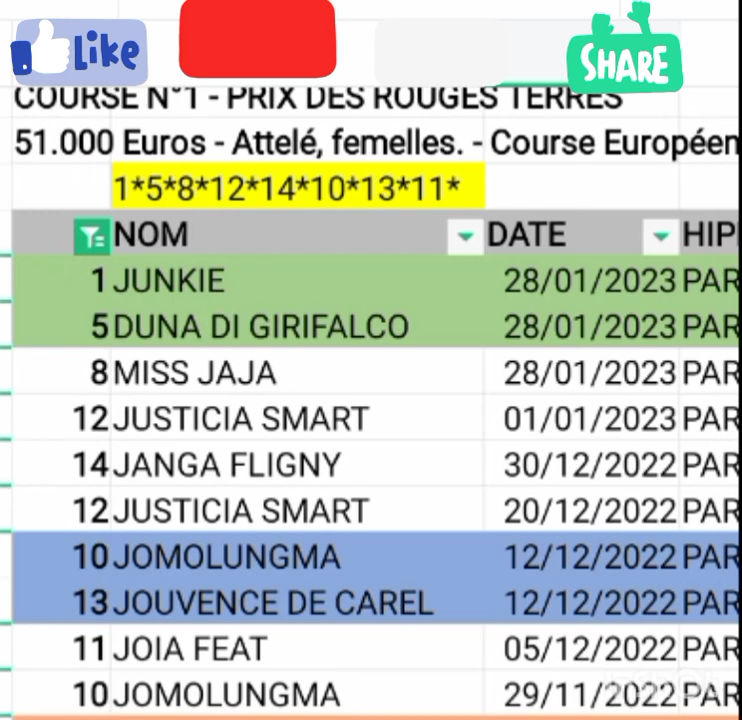 Like
SHARE
COURSE N°1 - PRIX DES ROUGES TERRES
51.000 Euros - Attelé, femelles. - Course Européen
1*5*8*12*14*10*13*11*
NOM DATE HIP
1 JUNKIE 28/01/2023 PAR
5 DUNA DI GIRIFALCO 28/01/2023 PAR
8 MISS JAJA 28/01/2023 PAR
12 JUSTICIA SMART 01/01/2023 PAR
14 JANGA FLIGNY 30/12/2022 PAR
12 JUSTICIA SMART 20/12/2022 PAR
10 JOMOLUNGMA 12/12/2022 PAR
13 JOUVENCE DE CAREL 12/12/2022 PAR
11 JOIA FEAT 05/12/2022 PAR
10 JOMOLUNGMA 29/11/2022 PAR